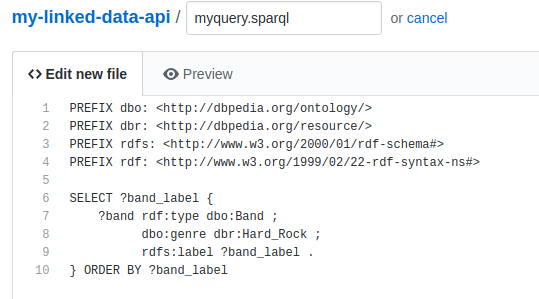 my-linked-data-api / myquery.sparql or cancel
<> Edit new file Preview
1 PREFIX dbo: <http://dbpedia.org/ontology/>
2 PREFIX dbr: <http://dbpedia.org/resource/>
3 PREFIX rdfs: <http://www.w3.org/2000/01/rdf-schema#>
4 PREFIX rdf: <http://www.w3.org/1999/02/22-rdf-syntax-ns#>
5
6 SELECT ?band_label {
7     ?band rdf:type dbo:Band ;
8           dbo:genre dbr:Hard_Rock ;
9           rdfs:label ?band_label .
10 } ORDER BY ?band_label